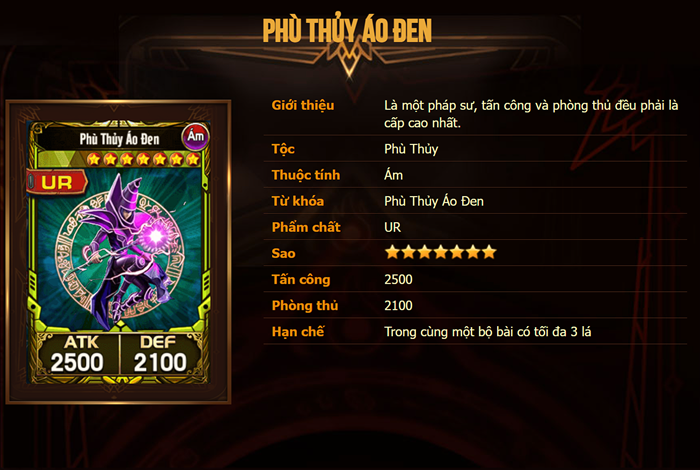 PHÙ THỦY ÁO ĐEN
Phù Thủy Áo Đen
Ám
UR
ATK
2500
DEF
2100
Giới thiệu
Là một pháp sư, tấn công và phòng thủ đều phải là
cấp cao nhất.
Tộc
Phù Thủy
Thuộc tính
Ám
Từ khóa
Phù Thủy Áo Đen
Phẩm chất
UR
Sao
Tấn công
2500
Phòng thủ
2100
Hạn chế
Trong cùng một bộ bài có tối đa 3 lá